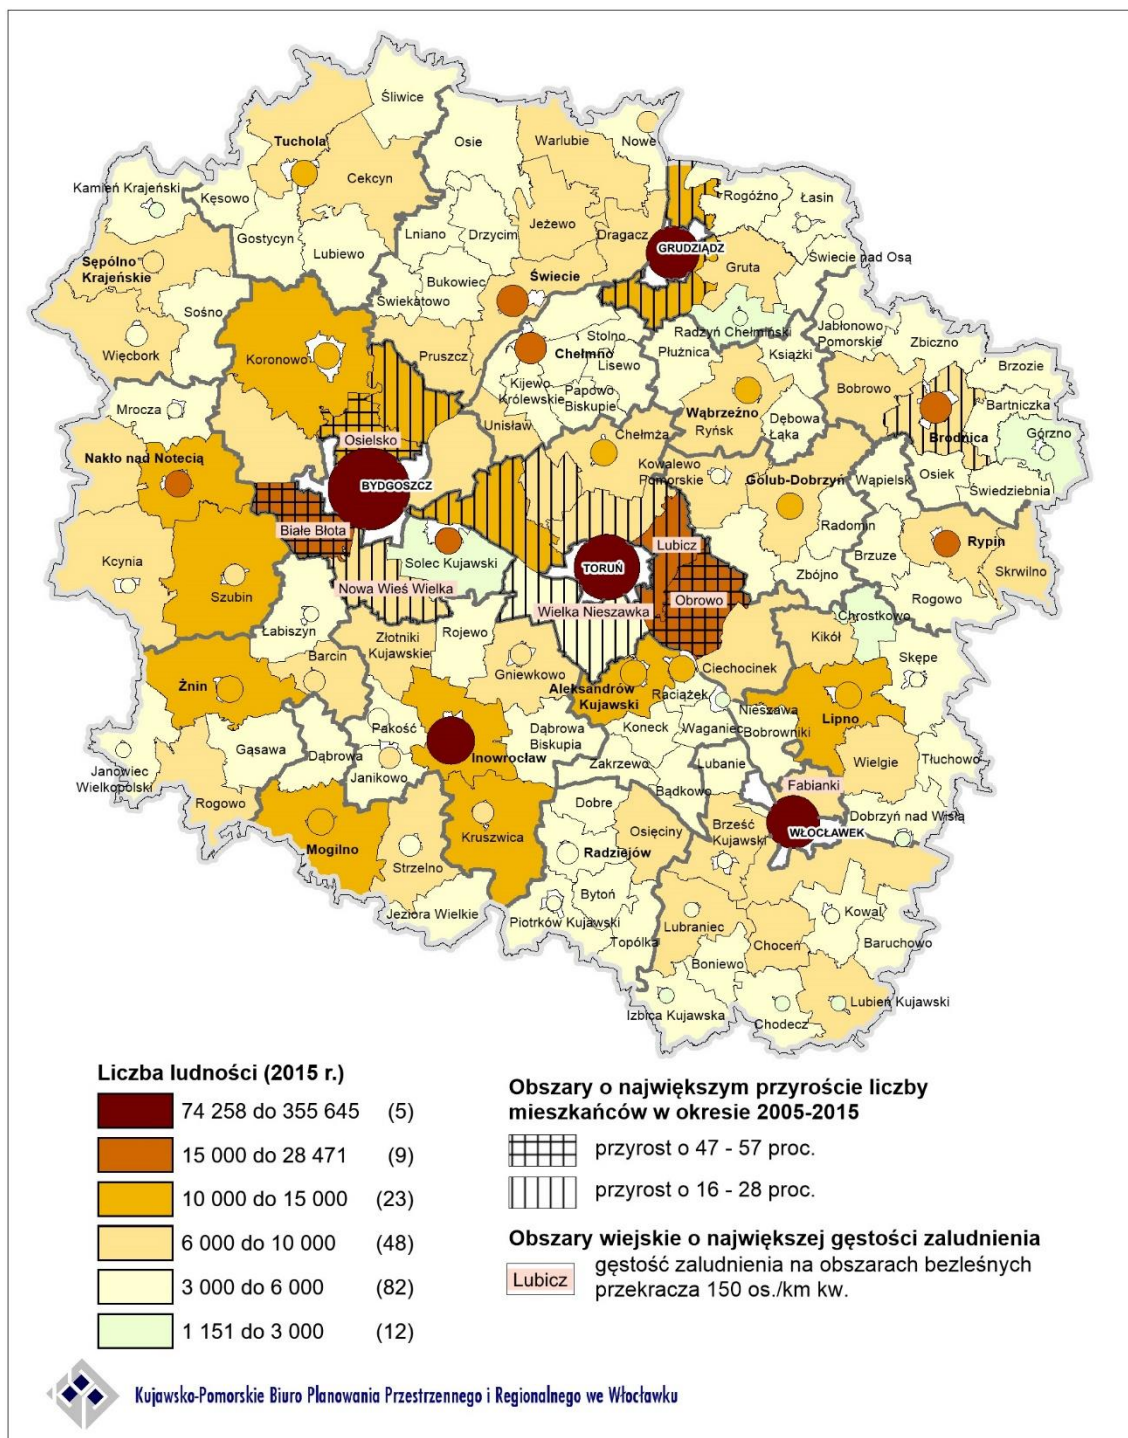 Śliwice
Tuchola
Osie
Warlubie
Nowe
Kamień Krajeński
Kęsowo
Cekcyn
Rogóźno
Łasin
Gostycyn
Lniano
Drzycim
Jeżewo
Dragacz
GRUDZIĄDZ
Lubiewo
Gruta
Świecie nad Osą
Sępólno
Krajeńskie
Świecie
Bukowiec
Świekatowo
Sośno
Radzyń Chełmiński
Jabłonowo
Pomorskie
Więcbork
Koronowo
Pruszcz
Stolno
Chełmno
Lisewo
Płużnica
Książki
Zbiczno
Brzozie
Kijewo
Królewskie
Papowo
Biskupie
Bobrowo
Bartniczka
Mrocza
Wąbrzeźno
Ryńsk
Dębowa
Łąka
Brodnica
Górzno
Unisław
Chełmża
Osielsko
Nakło nad Notecią
Kowalewo
Pomorskie
Golub-Dobrzyń
Wąpielsk
Osiek
Świedziebnia
BYDGOSZCZ
Białe Błota
Lubicz
Radomin
Brzuze
Rypin
Kcynia
Solec Kujawski
TORUŃ
Zbójno
Skrwilno
Szubin
Nowa Wieś Wielka
Obrowo
Rogowo
Wielka Nieszawka
Chrostkowo
Łabiszyn
Złotniki
Kujawskie
Rojewo
Kikół
Barcin
Gniewkowo
Ciechocinek
Skępe
Żnin
Aleksandrów
Kujawski
Raciążek
Pakość
Inowrocław
Dąbrowa
Biskupia
Koneck
Waganiec
Nieszawa
Bobrowniki
Lipno
Gąsawa
Dąbrowa
Janikowo
Zakrzewo
Lubanie
Wielgie
Tłuchowo
Janowiec
Wielkopolski
Bądkowo
Fabianki
Rogowo
Dobre
Mogilno
Kruszwica
Osięciny
Brześć
Kujawski
WŁOCŁAWEK
Dobrzyń nad Wisłą
Strzelno
Radziejów
Jeziora Wielkie
Bytoń
Piotrków Kujawski
Lubraniec
Kowal
Topólka
Choceń
Baruchowo
Boniewo
Izbica Kujawska
Chodecz
Lubień Kujawski
Liczba ludności (2015 r.)
74 258 do 355 645 (5)
15 000 do 28 471 (9)
10 000 do 15 000 (23)
6 000 do 10 000 (48)
3 000 do 6 000 (82)
1 151 do 3 000 (12)
Obszary o największym przyroście liczby
mieszkańców w okresie 2005-2015
przyrost o 47 - 57 proc.
przyrost o 16 - 28 proc.
Obszary wiejskie o największej gęstości zaludnienia
Lubicz
gęstość zaludnienia na obszarach bezleśnych
przekracza 150 os./km kw.
Kujawsko-Pomorskie Biuro Planowania Przestrzennego i Regionalnego we Włocławku